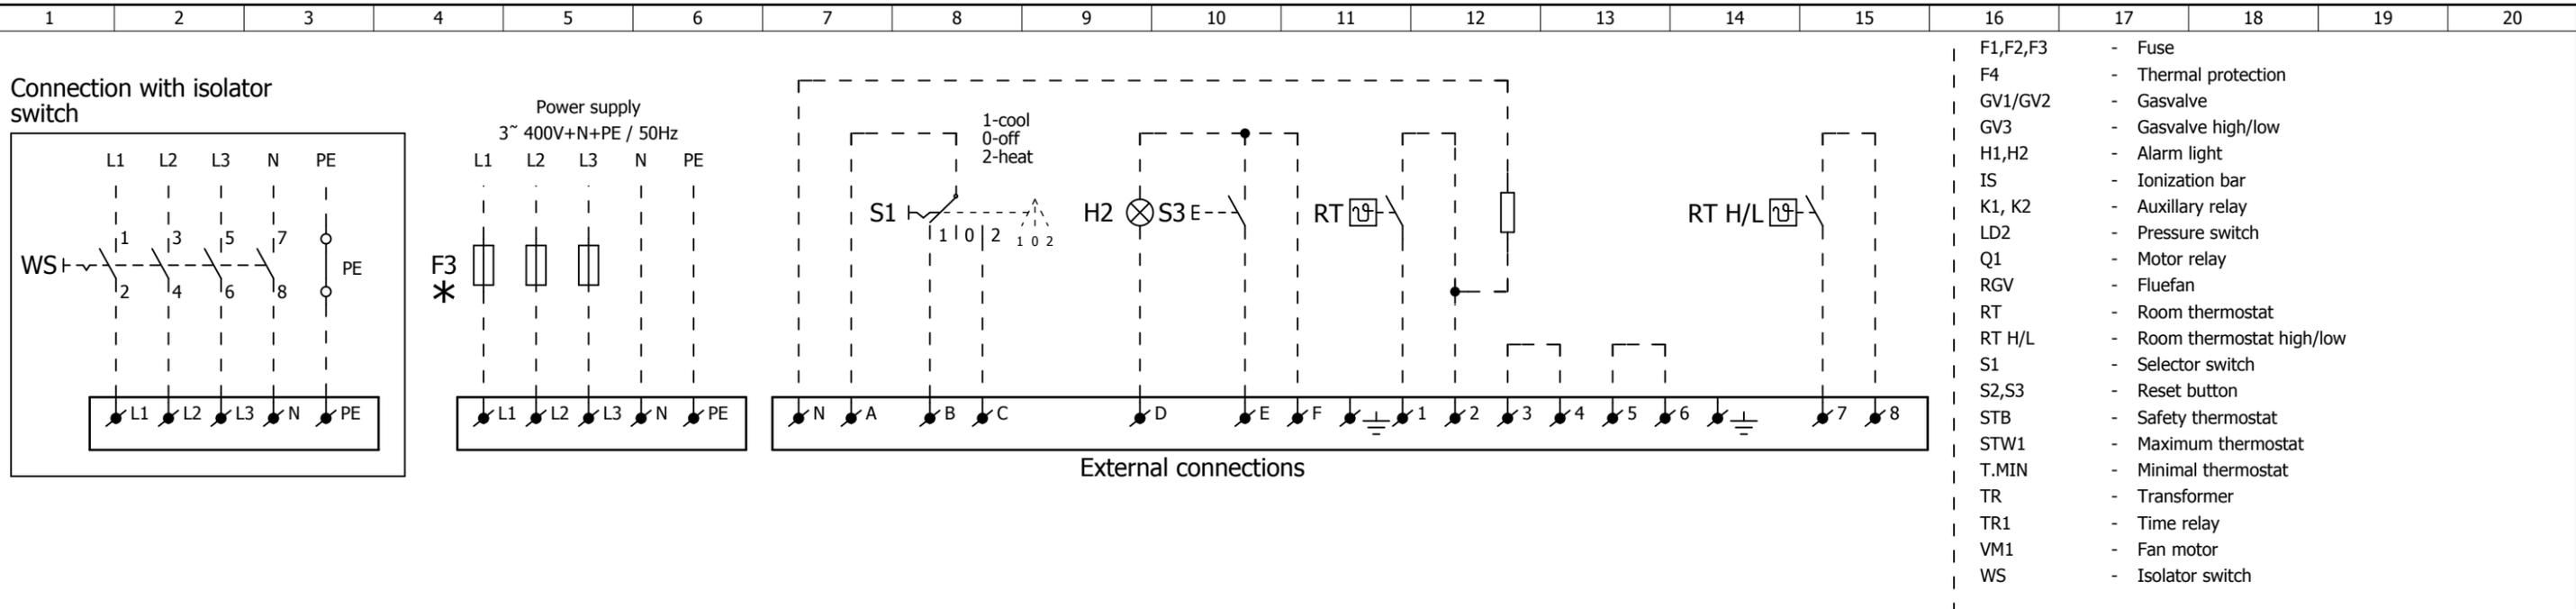 1 2 3 4 5 6 7 8 9 10 11 12 13 14 15 16 17 18 19 20
Connection with isolator
switch
L1 L2 L3 N PE
1 3 5 7
WS PE
2 4 6 8
L1 L2 L3 N PE
Power supply
3~ 400V+N+PE / 50Hz
L1 L2 L3 N PE
F3
*
L1 L2 L3 N PE
1-cool
0-off
2-heat
S1 H2 S3 RT RT H/L
1 0 2 1 0 2
N A B C D E F 1 2 3 4 5 6 7 8
External connections
F1,F2,F3 - Fuse
F4 - Thermal protection
GV1/GV2 - Gasvalve
GV3 - Gasvalve high/low
H1,H2 - Alarm light
IS - Ionization bar
K1, K2 - Auxillary relay
LD2 - Pressure switch
Q1 - Motor relay
RGV - Fluefan
RT - Room thermostat
RT H/L - Room thermostat high/low
S1 - Selector switch
S2,S3 - Reset button
STB - Safety thermostat
STW1 - Maximum thermostat
T.MIN - Minimal thermostat
TR - Transformer
TR1 - Time relay
VM1 - Fan motor
WS - Isolator switch